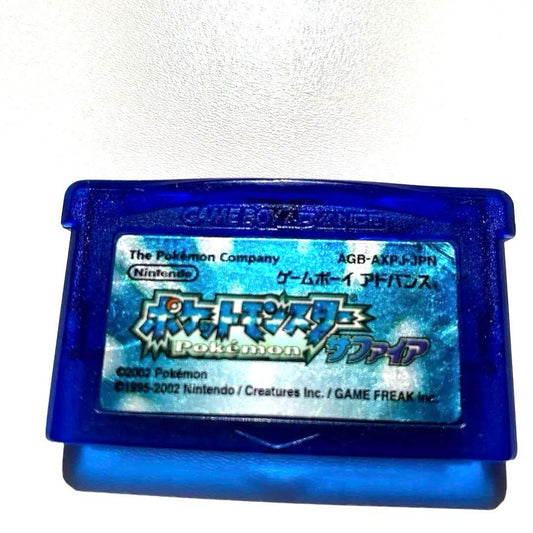 GAME BOY ADVANCE
The Pokémon Company AGB-AXPJ-JPN
Nintendo ゲームボーイ アドバンス®
ポケットモンスター
Pokémon サファイア
©2002 Pokémon
©1995-2002 Nintendo / Creatures Inc. / GAME FREAK inc.